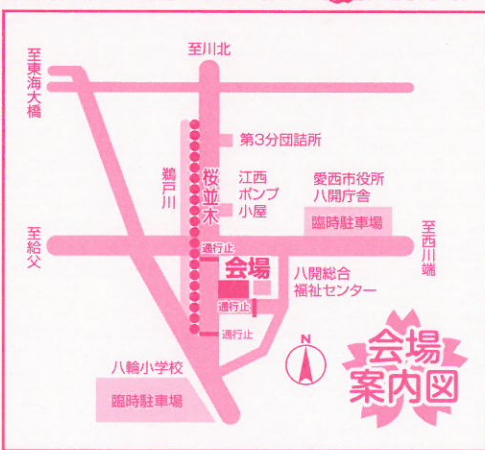 至川北
至東海大橋
第3分団詰所
鵜戸川
桜並木
江西
ポンプ
小屋
愛西市役所
八開庁舎
臨時駐車場
至給父
至西川端
通行止
会場
八開総合
福祉センター
通行止
通行止
N
八輪小学校
臨時駐車場
会場
案内図